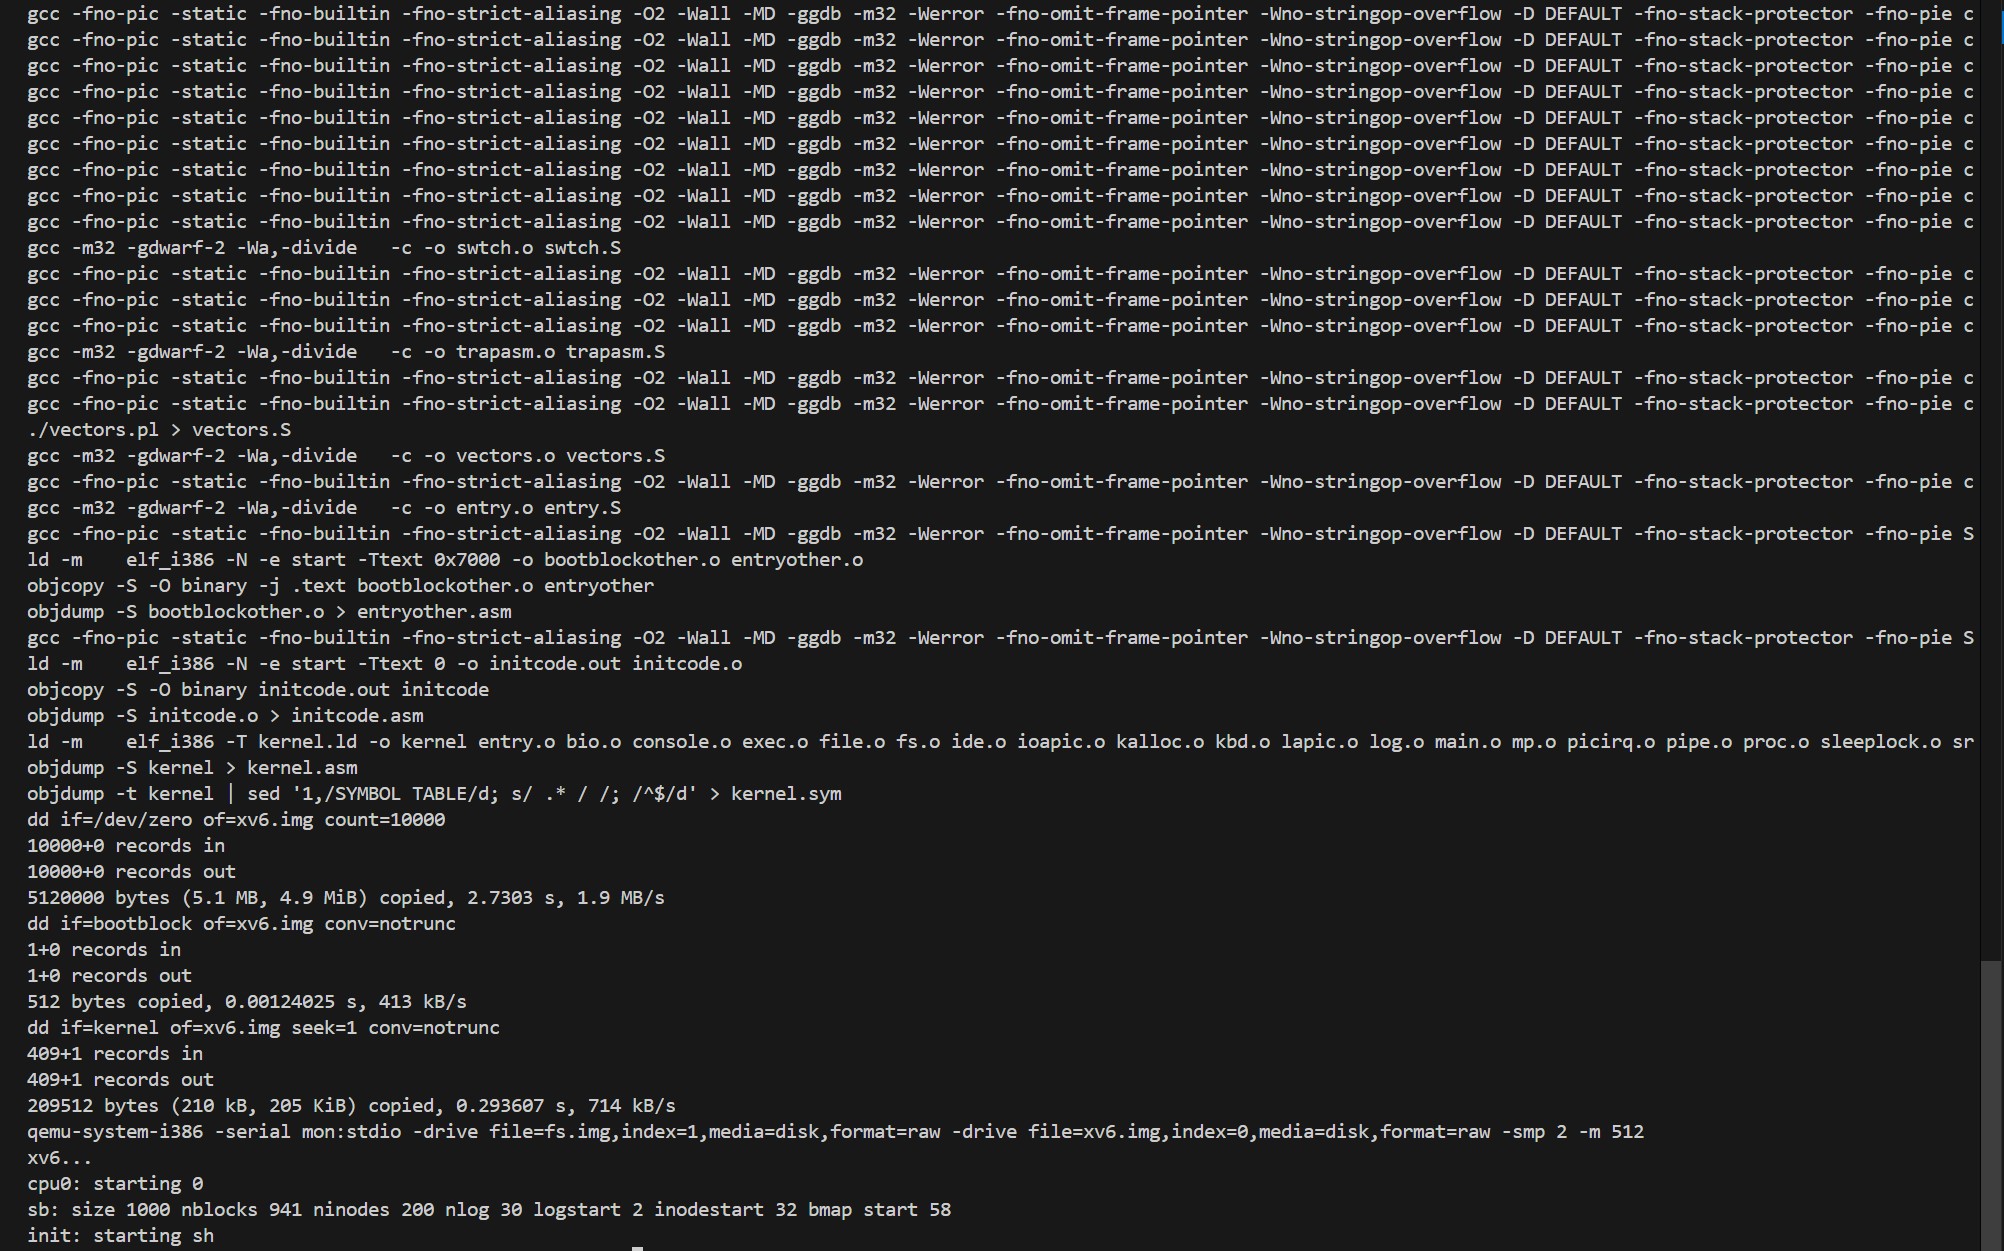 gcc -fno-pic -static -fno-builtin -fno-strict-aliasing -O2 -Wall -MD -ggdb -m32 -Werror -fno-omit-frame-pointer -Wno-stringop-overflow -D DEFAULT -fno-stack-protector -fno-pie c
gcc -fno-pic -static -fno-builtin -fno-strict-aliasing -O2 -Wall -MD -ggdb -m32 -Werror -fno-omit-frame-pointer -Wno-stringop-overflow -D DEFAULT -fno-stack-protector -fno-pie c
gcc -fno-pic -static -fno-builtin -fno-strict-aliasing -O2 -Wall -MD -ggdb -m32 -Werror -fno-omit-frame-pointer -Wno-stringop-overflow -D DEFAULT -fno-stack-protector -fno-pie c
gcc -fno-pic -static -fno-builtin -fno-strict-aliasing -O2 -Wall -MD -ggdb -m32 -Werror -fno-omit-frame-pointer -Wno-stringop-overflow -D DEFAULT -fno-stack-protector -fno-pie c
gcc -fno-pic -static -fno-builtin -fno-strict-aliasing -O2 -Wall -MD -ggdb -m32 -Werror -fno-omit-frame-pointer -Wno-stringop-overflow -D DEFAULT -fno-stack-protector -fno-pie c
gcc -fno-pic -static -fno-builtin -fno-strict-aliasing -O2 -Wall -MD -ggdb -m32 -Werror -fno-omit-frame-pointer -Wno-stringop-overflow -D DEFAULT -fno-stack-protector -fno-pie c
gcc -fno-pic -static -fno-builtin -fno-strict-aliasing -O2 -Wall -MD -ggdb -m32 -Werror -fno-omit-frame-pointer -Wno-stringop-overflow -D DEFAULT -fno-stack-protector -fno-pie c
gcc -fno-pic -static -fno-builtin -fno-strict-aliasing -O2 -Wall -MD -ggdb -m32 -Werror -fno-omit-frame-pointer -Wno-stringop-overflow -D DEFAULT -fno-stack-protector -fno-pie c
gcc -fno-pic -static -fno-builtin -fno-strict-aliasing -O2 -Wall -MD -ggdb -m32 -Werror -fno-omit-frame-pointer -Wno-stringop-overflow -D DEFAULT -fno-stack-protector -fno-pie c
gcc -m32 -gdwarf-2 -Wa,-divide   -c -o swtch.o swtch.S
gcc -fno-pic -static -fno-builtin -fno-strict-aliasing -O2 -Wall -MD -ggdb -m32 -Werror -fno-omit-frame-pointer -Wno-stringop-overflow -D DEFAULT -fno-stack-protector -fno-pie c
gcc -fno-pic -static -fno-builtin -fno-strict-aliasing -O2 -Wall -MD -ggdb -m32 -Werror -fno-omit-frame-pointer -Wno-stringop-overflow -D DEFAULT -fno-stack-protector -fno-pie c
gcc -fno-pic -static -fno-builtin -fno-strict-aliasing -O2 -Wall -MD -ggdb -m32 -Werror -fno-omit-frame-pointer -Wno-stringop-overflow -D DEFAULT -fno-stack-protector -fno-pie c
gcc -m32 -gdwarf-2 -Wa,-divide   -c -o trapasm.o trapasm.S
gcc -fno-pic -static -fno-builtin -fno-strict-aliasing -O2 -Wall -MD -ggdb -m32 -Werror -fno-omit-frame-pointer -Wno-stringop-overflow -D DEFAULT -fno-stack-protector -fno-pie c
gcc -fno-pic -static -fno-builtin -fno-strict-aliasing -O2 -Wall -MD -ggdb -m32 -Werror -fno-omit-frame-pointer -Wno-stringop-overflow -D DEFAULT -fno-stack-protector -fno-pie c
./vectors.pl > vectors.S
gcc -m32 -gdwarf-2 -Wa,-divide   -c -o vectors.o vectors.S
gcc -fno-pic -static -fno-builtin -fno-strict-aliasing -O2 -Wall -MD -ggdb -m32 -Werror -fno-omit-frame-pointer -Wno-stringop-overflow -D DEFAULT -fno-stack-protector -fno-pie c
gcc -m32 -gdwarf-2 -Wa,-divide   -c -o entry.o entry.S
gcc -fno-pic -static -fno-builtin -fno-strict-aliasing -O2 -Wall -MD -ggdb -m32 -Werror -fno-omit-frame-pointer -Wno-stringop-overflow -D DEFAULT -fno-stack-protector -fno-pie S
ld -m    elf_i386 -N -e start -Ttext 0x7000 -o bootblockother.o entryother.o
objcopy -S -O binary -j .text bootblockother.o entryother
objdump -S bootblockother.o > entryother.asm
gcc -fno-pic -static -fno-builtin -fno-strict-aliasing -O2 -Wall -MD -ggdb -m32 -Werror -fno-omit-frame-pointer -Wno-stringop-overflow -D DEFAULT -fno-stack-protector -fno-pie S
ld -m    elf_i386 -N -e start -Ttext 0 -o initcode.out initcode.o
objcopy -S -O binary initcode.out initcode
objdump -S initcode.o > initcode.asm
ld -m    elf_i386 -T kernel.ld -o kernel entry.o bio.o console.o exec.o file.o fs.o ide.o ioapic.o kalloc.o kbd.o lapic.o log.o main.o mp.o picirq.o pipe.o proc.o sleeplock.o sr
objdump -S kernel > kernel.asm
objdump -t kernel | sed '1,/SYMBOL TABLE/d; s/ .* / /; /^$/d' > kernel.sym
dd if=/dev/zero of=xv6.img count=10000
10000+0 records in
10000+0 records out
5120000 bytes (5.1 MB, 4.9 MiB) copied, 2.7303 s, 1.9 MB/s
dd if=bootblock of=xv6.img conv=notrunc
1+0 records in
1+0 records out
512 bytes copied, 0.00124025 s, 413 kB/s
dd if=kernel of=xv6.img seek=1 conv=notrunc
409+1 records in
409+1 records out
209512 bytes (210 kB, 205 KiB) copied, 0.293607 s, 714 kB/s
qemu-system-i386 -serial mon:stdio -drive file=fs.img,index=1,media=disk,format=raw -drive file=xv6.img,index=0,media=disk,format=raw -smp 2 -m 512
xv6...
cpu0: starting 0
sb: size 1000 nblocks 941 ninodes 200 nlog 30 logstart 2 inodestart 32 bmap start 58
init: starting sh